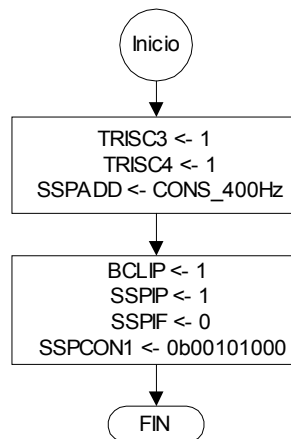 Inicio
TRISC3 <- 1
TRISC4 <- 1
SSPADD <- CONS_400Hz
BCLIP <- 1
SSPIP <- 1
SSPIF <- 0
SSPCON1 <- 0b00101000
FIN